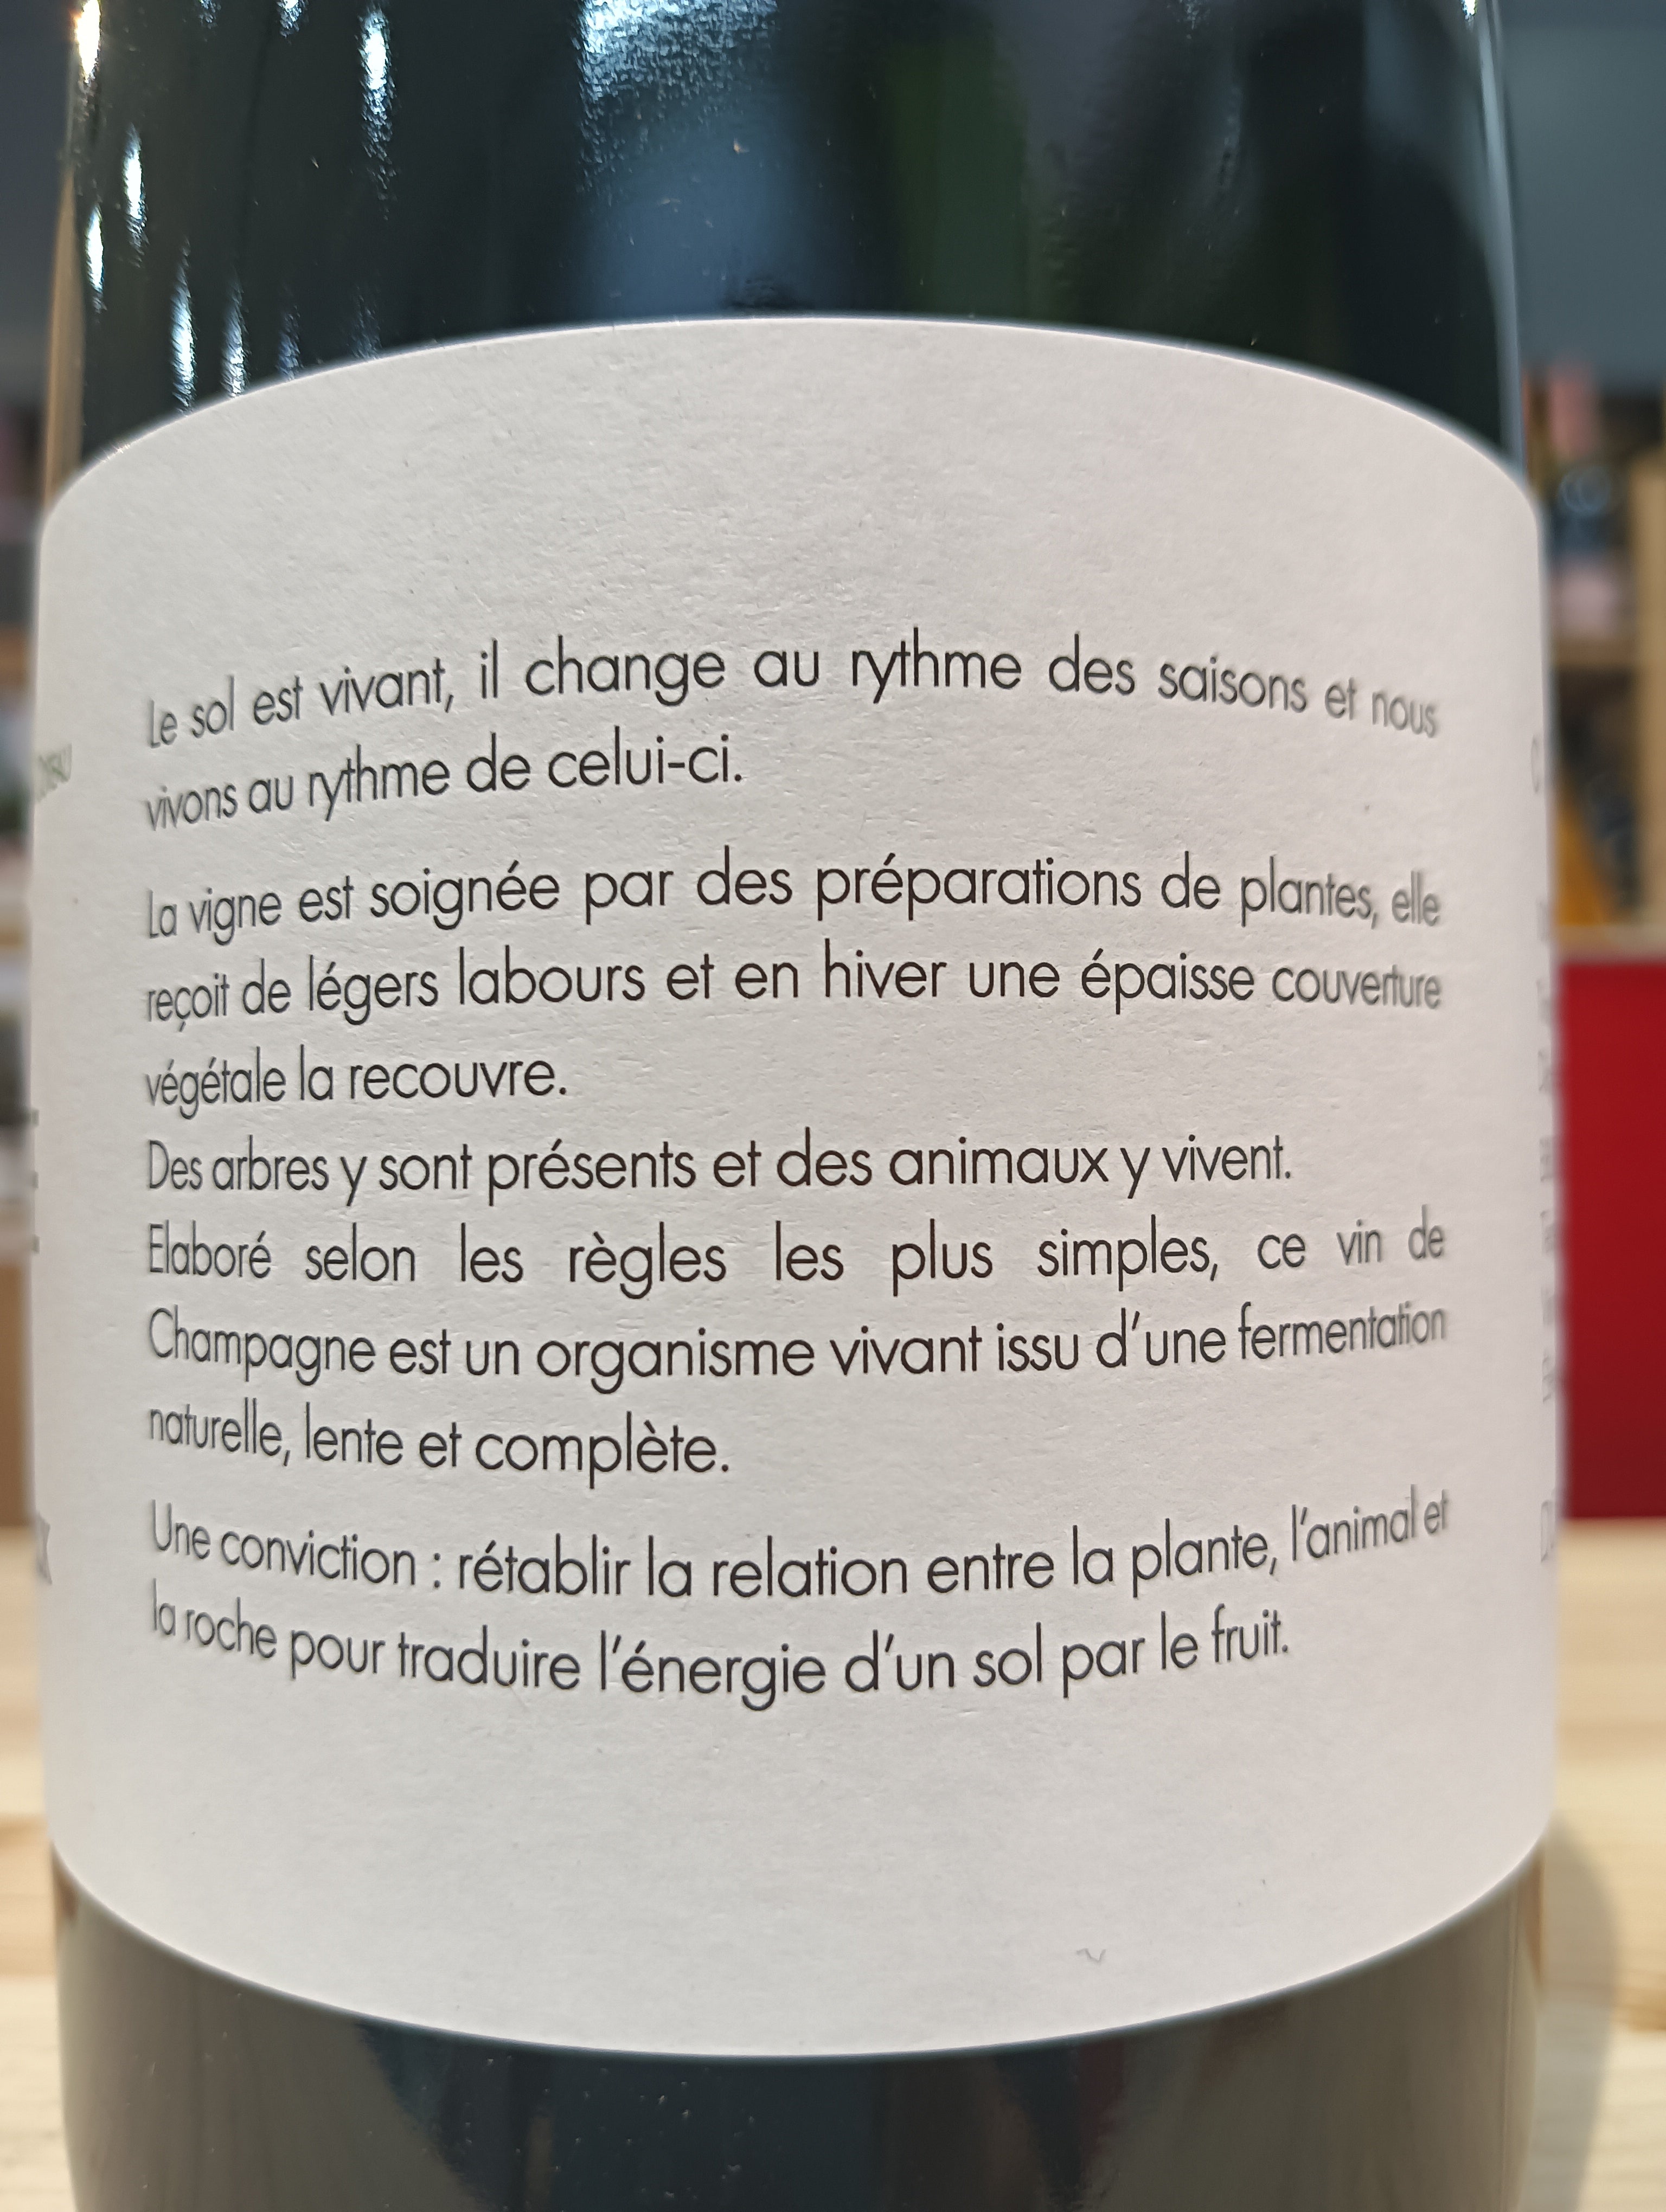 Le sol est vivant, il change au rythme des saisons et nous
vivons au rythme de celui-ci.
La vigne est soignée par des préparations de plantes, elle
reçoit de légers labours et en hiver une épaisse couverture
végétale la recouvre.
Des arbres y sont présents et des animaux y vivent.
Elaboré selon les règles les plus simples, ce vin de
Champagne est un organisme vivant issu d'une fermentation
naturelle, lente et complète.
Une conviction : rétablir la relation entre la plante, l'animal et
la roche pour traduire l'énergie d'un sol par le fruit.